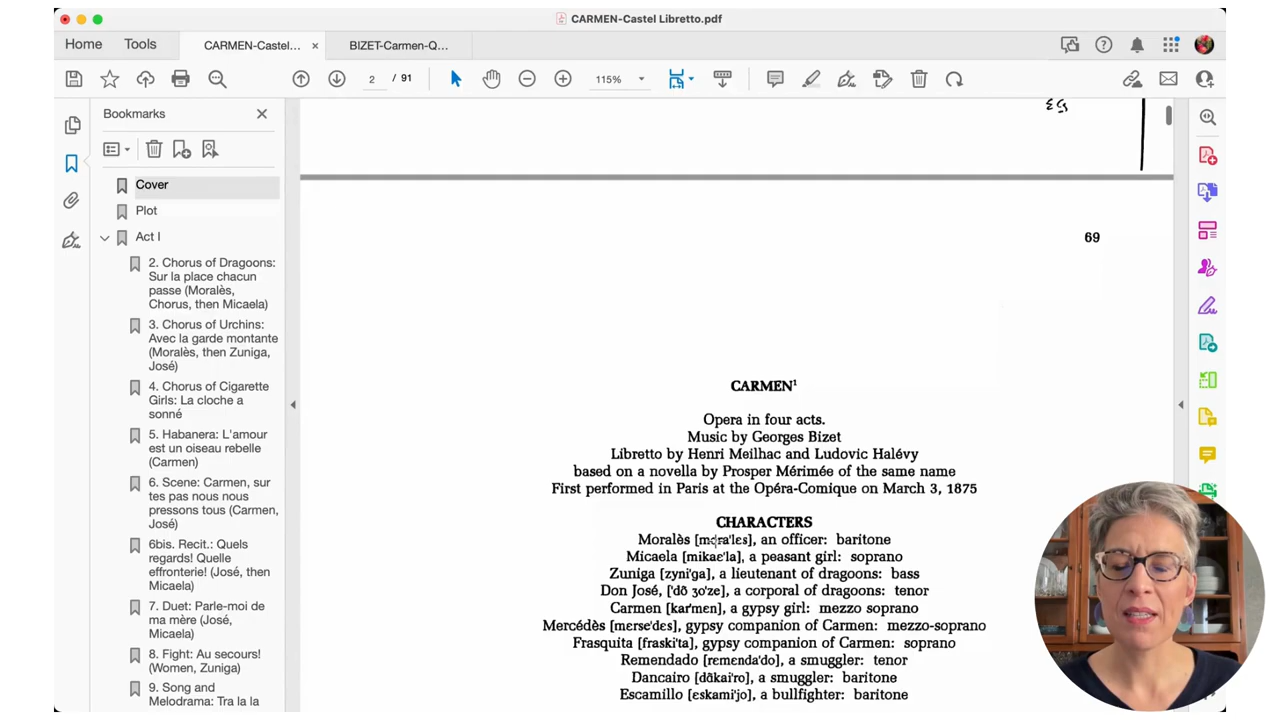 CARMEN-Castel Libretto.pdf
Home
Tools
CARMEN-Castel...
BIZET-Carmen-Q...
2 / 91
115%
Bookmarks
Cover
Plot
Act I
2. Chorus of Dragoons:
Sur la place chacun
passe (Moralès,
Chorus, then Micaela)
3. Chorus of Urchins:
Avec la garde montante
(Moralès, then Zuniga,
José)
4. Chorus of Cigarette
Girls: La cloche a
sonné
5. Habanera: L'amour
est un oiseau rebelle
(Carmen)
6. Scene: Carmen, sur
tes pas nous nous
pressons tous (Carmen,
José)
6bis. Recit.: Quels
regards! Quelle
effronterie! (José, then
Micaela)
7. Duet: Parle-moi de
ma mère (José,
Micaela)
8. Fight: Au secours!
(Women, Zuniga)
9. Song and
Melodrama: Tra la la
69
CARMEN¹
Opera in four acts.
Music by Georges Bizet
Libretto by Henri Meilhac and Ludovic Halévy
based on a novella by Prosper Mérimée of the same name
First performed in Paris at the Opéra-Comique on March 3, 1875
CHARACTERS
Moralès an officer: baritone
Micaela [mikaɛ'la], a peasant girl: soprano
Zuniga [zyni'ga], a lieutenant of dragoons: bass
Don José, ['dõ ʒo'ze], a corporal of dragoons: tenor
Carmen [kar'mɛn], a gypsy girl: mezzo soprano
Mercédès [mɛrse'dɛs], gypsy companion of Carmen: mezzo-soprano
Frasquita [fraski'ta], gypsy companion of Carmen: soprano
Remendado [rɛmɛnda'do], a smuggler: tenor
Dancairo [dɑ̃kai'ro], a smuggler: baritone
Escamillo [ɛskami'jo], a bullfighter: baritone